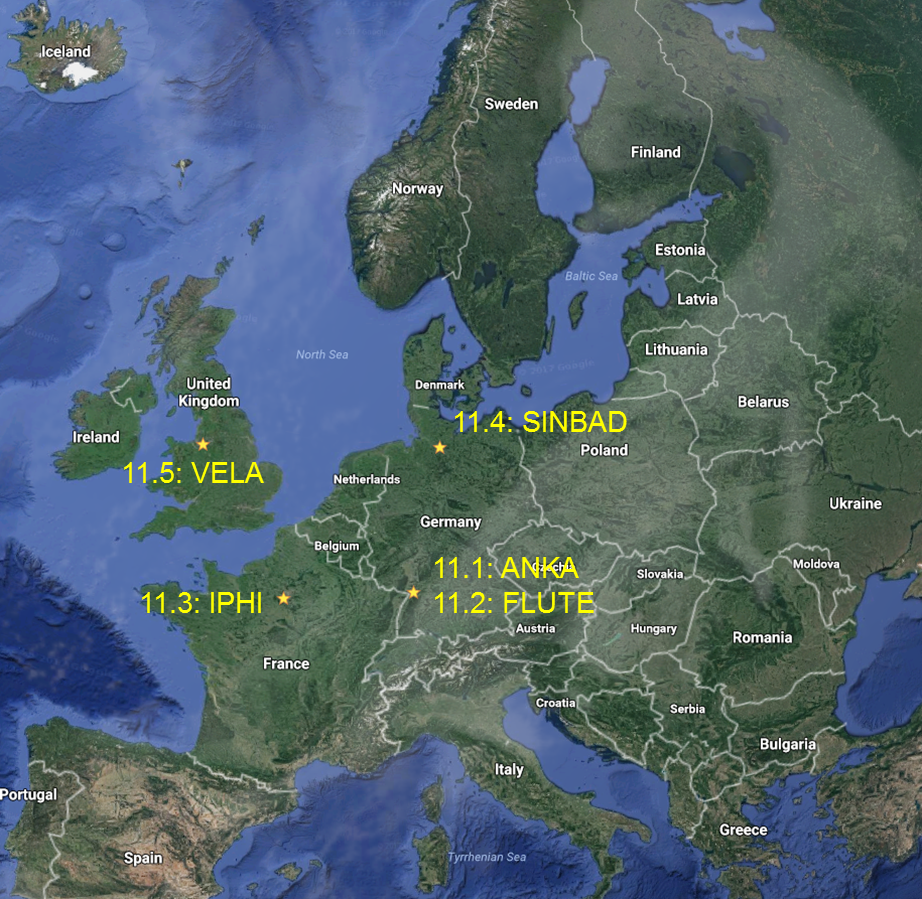 Iceland
Sweden
Finland
Norway
Estonia
Baltic Sea
Latvia
North Sea
Lithuania
© 2017 Google
United
Kingdom
Denmark
Belarus
11.4: SINBAD
Ireland
Poland
11.5: VELA
Netherlands
Ukraine
Germany
Belgium
11.1: ANKA
Czechia
Slovakia
Moldova
11.3: IPHI
11.2: FLUTE
Austria
Hungary
Romania
France
Croatia
Serbia
Bulgaria
Italy
Portugal
Greece
Spain
Tyrrhenian Sea